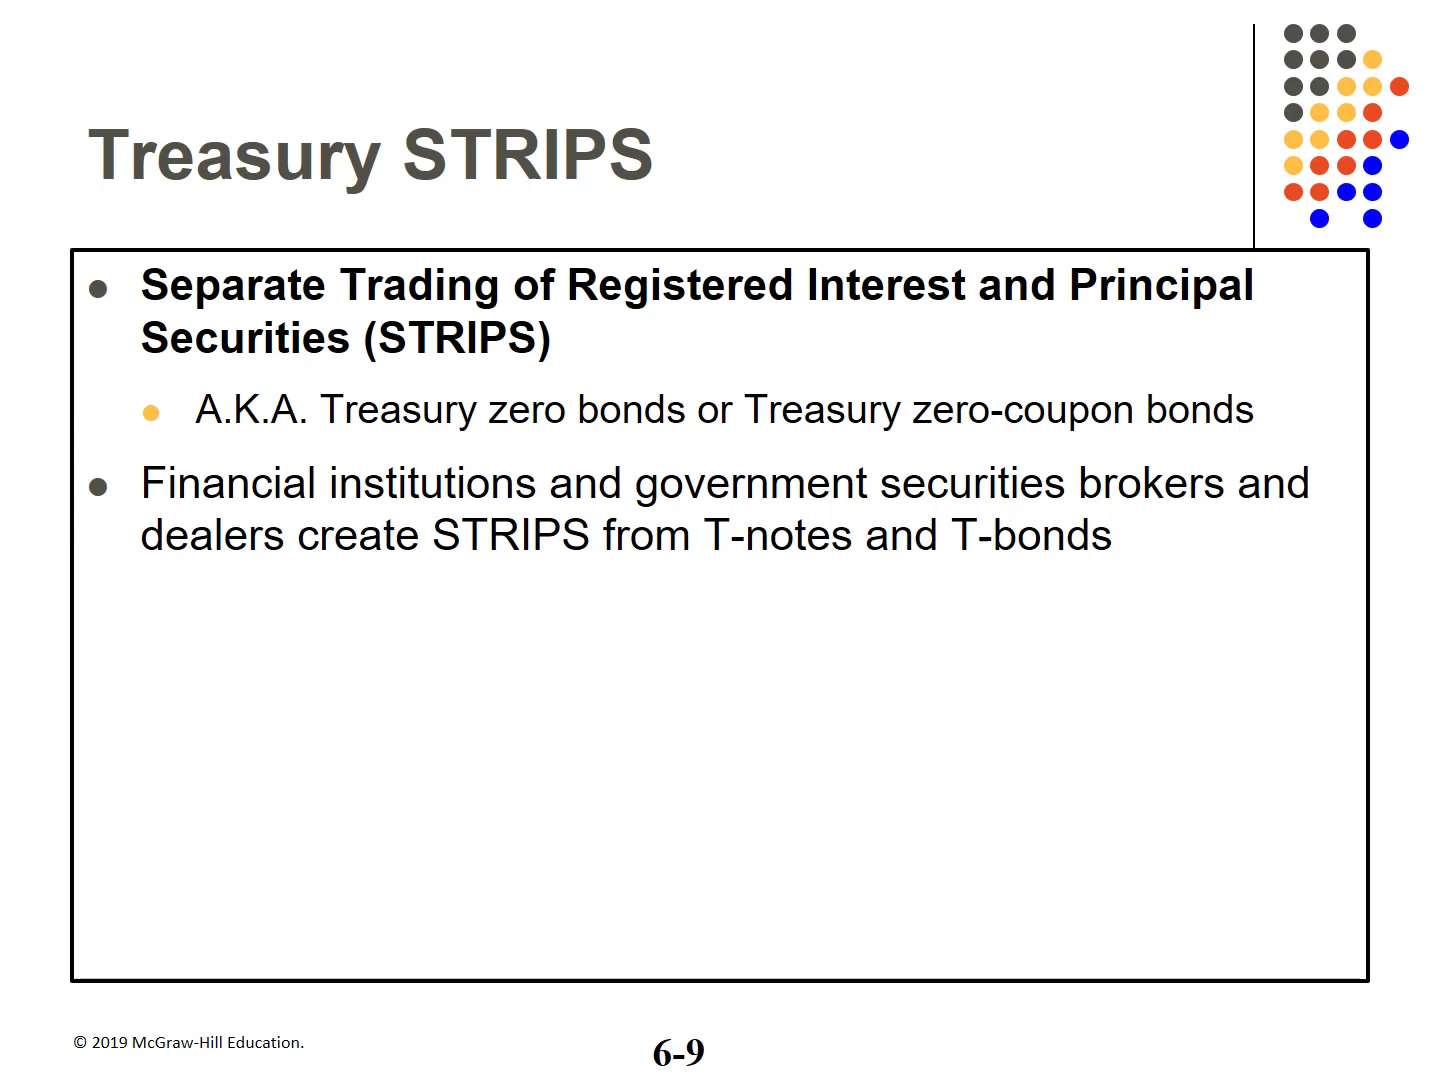 Treasury STRIPS
Separate Trading of Registered Interest and Principal
Securities (STRIPS)
A.K.A. Treasury zero bonds or Treasury zero-coupon bonds
Financial institutions and government securities brokers and
dealers create STRIPS from T-notes and T-bonds
© 2019 McGraw-Hill Education.
6-9